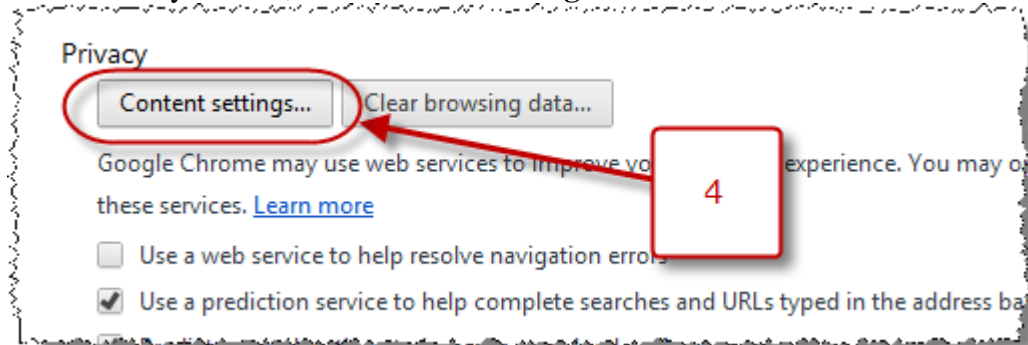 Privacy
Content settings... Clear browsing data...
Google Chrome may use web services to improve yo experience. You may o
these services. Learn more
4
Use a web service to help resolve navigation errors
Use a prediction service to help complete searches and URLs typed in the address ba